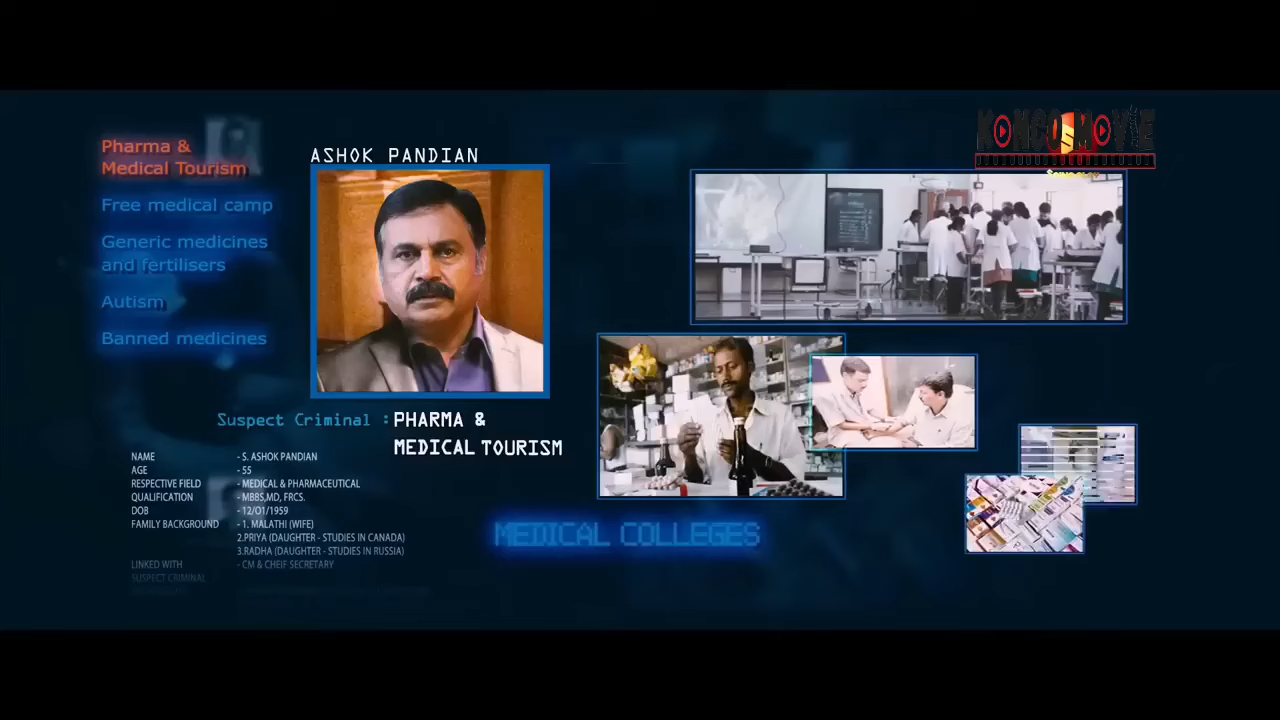 KONCOSMOVIE
Pharma &
Medical Tourism
Free medical camp
Generic medicines
and fertilisers
Autism
Banned medicines
ASHOK PANDIAN
Suspect Criminal : PHARMA &
MEDICAL TOURISM
NAME - S. ASHOK PANDIAN
AGE - 55
RESPECTIVE FIELD - MEDICAL & PHARMACEUTICAL
QUALIFICATION - MBBS,MD, FRCS.
DOB - 12/O1/1959
FAMILY BACKGROUND - 1. MALATHI (WIFE)
2.PRIYA (DAUGHTER - STUDIES IN CANADA)
3.RADHA (DAUGHTER - STUDIES IN RUSSIA)
LINKED WITH - CM & CHEIF SECRETARY
SUSPECT CRIMINAL
MEDICAL COLLEGES